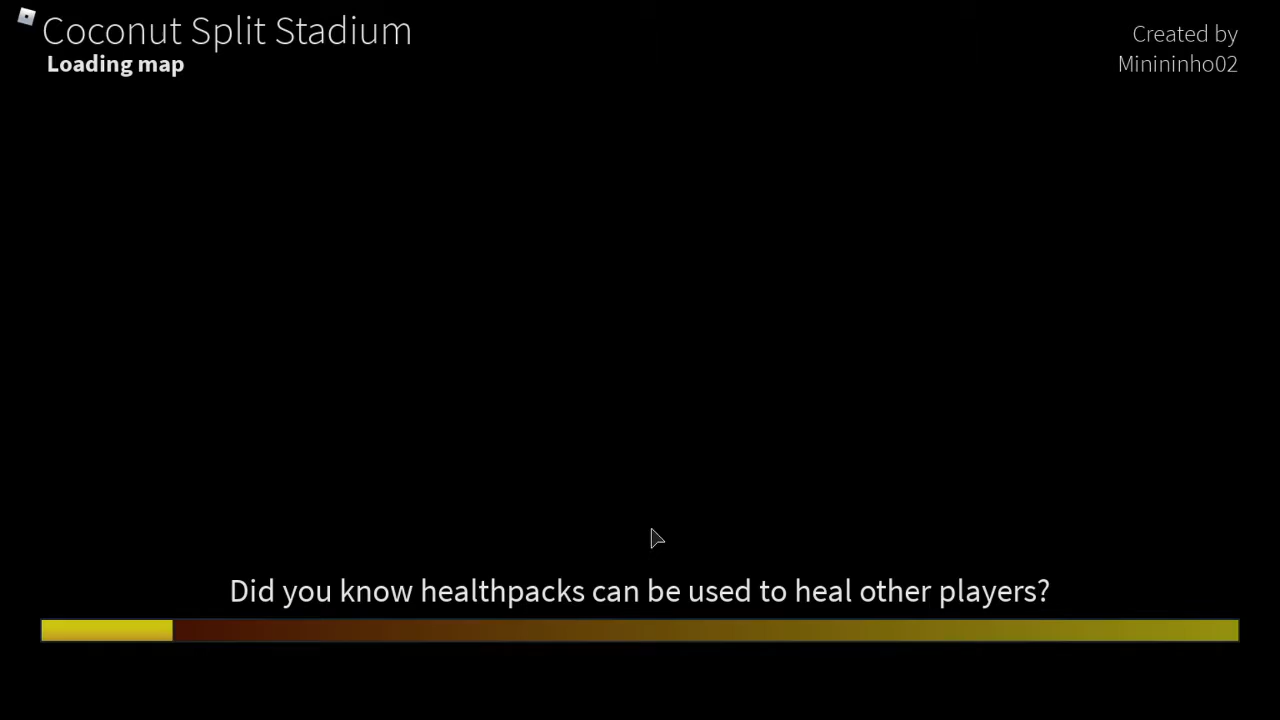 Coconut Split Stadium
Loading map
Created by
Minininho02
Did you know healthpacks can be used to heal other players?